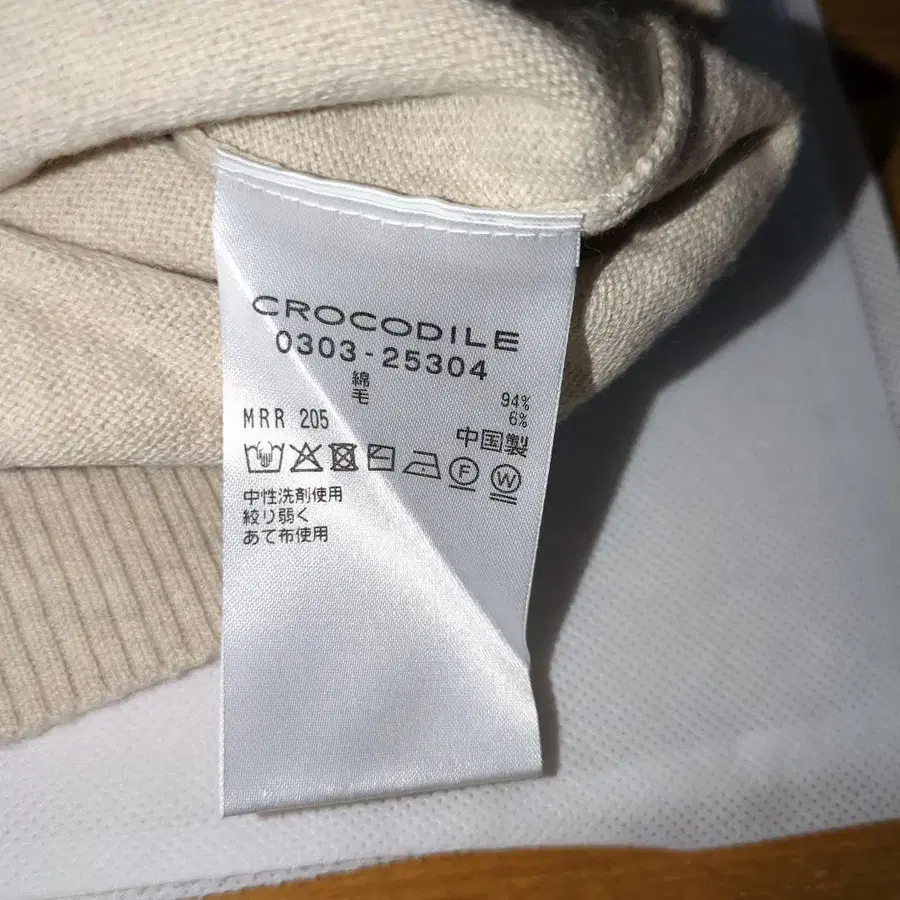 CROCODILE
0303-25304
綿 94%
毛 6%
MRR 205
中国製
F W
中性洗剤使用
絞り弱く
あて布使用